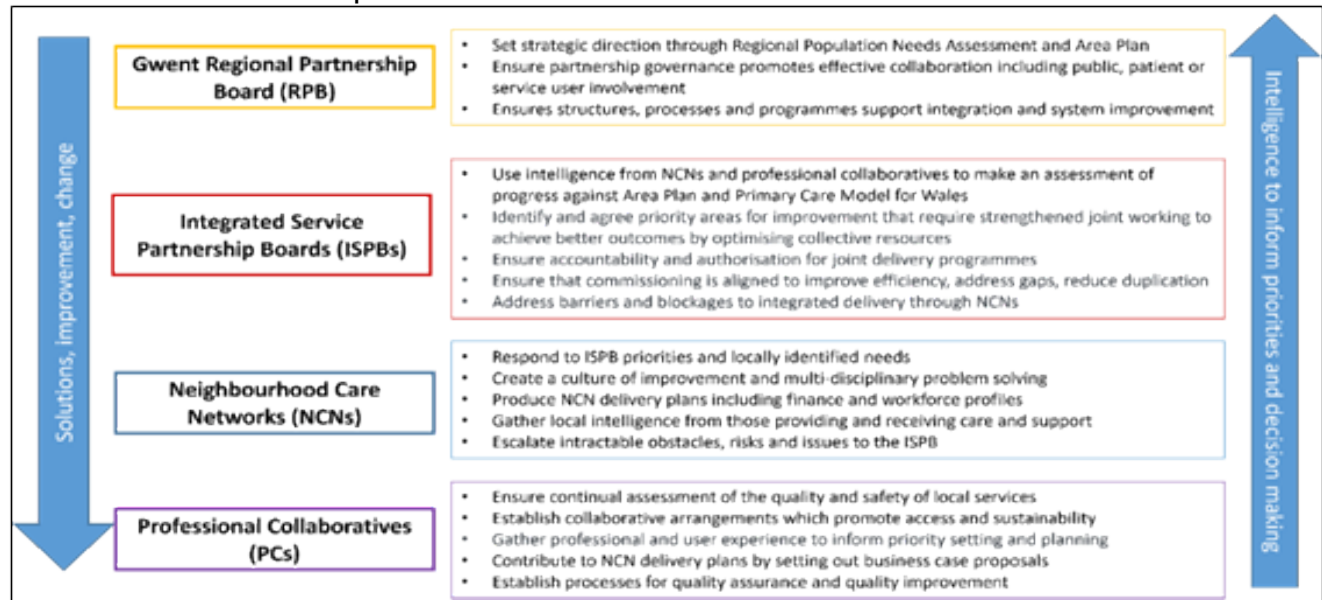 Solutions, improvement, change
Gwent Regional Partnership
Board (RPB)
• Set strategic direction through Regional Population Needs Assessment and Area Plan
• Ensure partnership governance promotes effective collaboration including public, patient or
service user involvement
• Ensures structures, processes and programmes support integration and system improvement
Integrated Service
Partnership Boards (ISPBs)
• Use intelligence from NCNs and professional collaboratives to make an assessment of
progress against Area Plan and Primary Care Model for Wales
• Identify and agree priority areas for improvement that require strengthened joint working to
achieve better outcomes by optimising collective resources
• Ensure accountability and authorisation for joint delivery programmes
• Ensure that commissioning is aligned to improve efficiency, address gaps, reduce duplication
• Address barriers and blockages to integrated delivery through NCNs
Neighbourhood Care
Networks (NCNs)
• Respond to ISPB priorities and locally identified needs
• Create a culture of improvement and multi-disciplinary problem solving
• Produce NCN delivery plans including finance and workforce profiles
• Gather local intelligence from those providing and receiving care and support
• Escalate intractable obstacles, risks and issues to the ISPB
Professional Collaboratives
(PCs)
• Ensure continual assessment of the quality and safety of local services
• Establish collaborative arrangements which promote access and sustainability
• Gather professional and user experience to inform priority setting and planning
• Contribute to NCN delivery plans by setting out business case proposals
• Establish processes for quality assurance and quality improvement
Intelligence to inform priorities and decision making